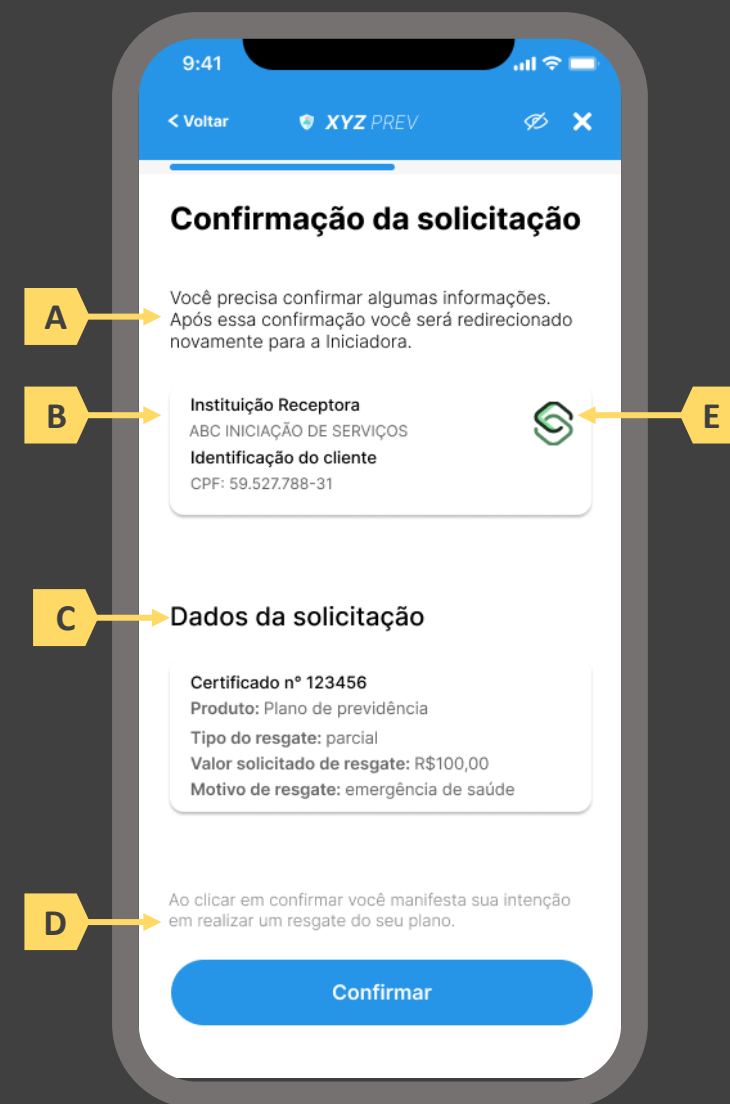 9:41
< Voltar
XYZ PREV
Confirmação da solicitação
A
Você precisa confirmar algumas informações.
Após essa confirmação você será redirecionado
novamente para a Iniciadora.
B
Instituição Receptora
ABC INICIAÇÃO DE SERVIÇOS
Identificação do cliente
CPF: 59.527.788-31
E
C
Dados da solicitação
Certificado n° 123456
Produto: Plano de previdência
Tipo do resgate: parcial
Valor solicitado de resgate: R$100,00
Motivo de resgate: emergência de saúde
D
Ao clicar em confirmar você manifesta sua intenção
em realizar um resgate do seu plano.
Confirmar